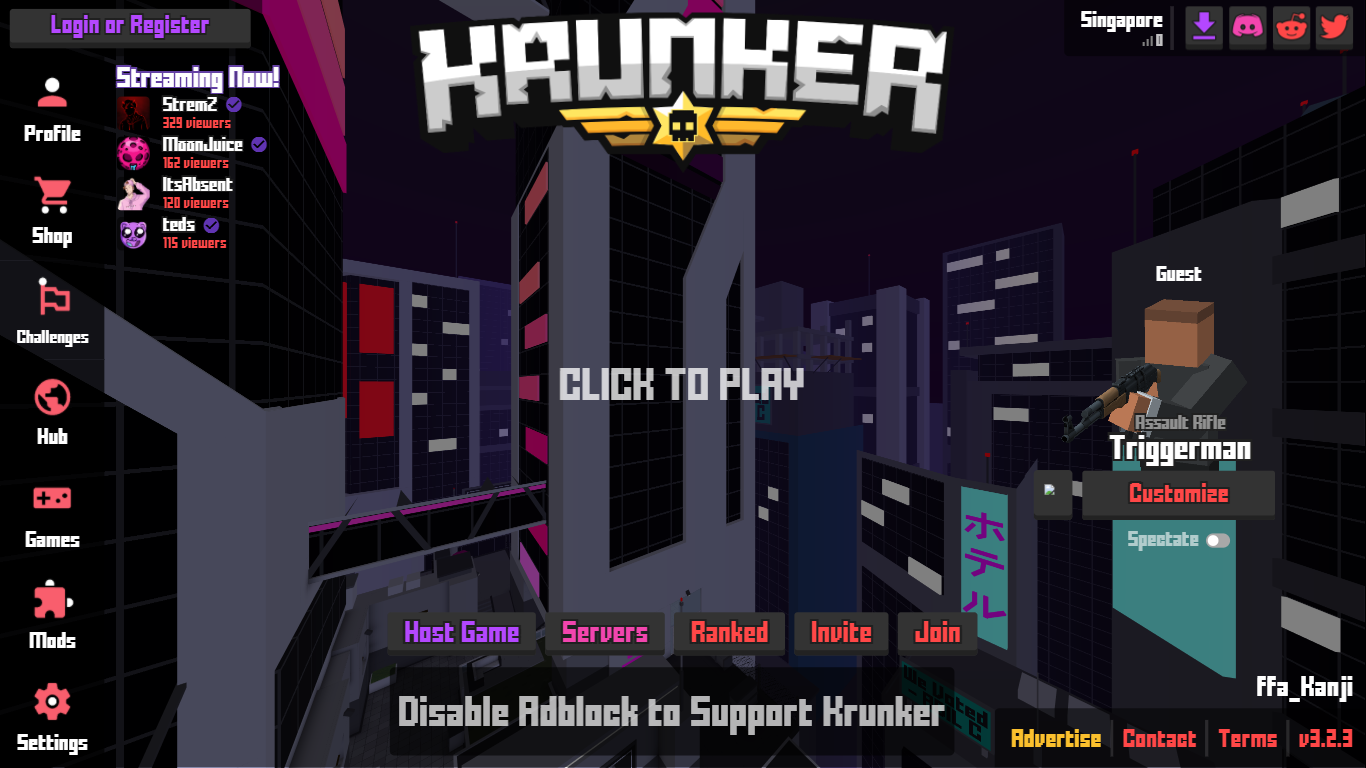 Login or Register
KRUNKER
Singapore
0
Streaming Now!
StremZ
329 viewers
MoonJuice
162 viewers
ItsAbsent
120 viewers
teds
115 viewers
Profile
Shop
Challenges
Hub
Games
Mods
Settings
CLICK TO PLAY
Guest
Assault Rifle
Triggerman
Customize
Spectate
ホテル
Host Game
Servers
Ranked
Invite
Join
Disable Adblock to Support Krunker
ffa_Kanji
Advertise
Contact
Terms
v3.2.3